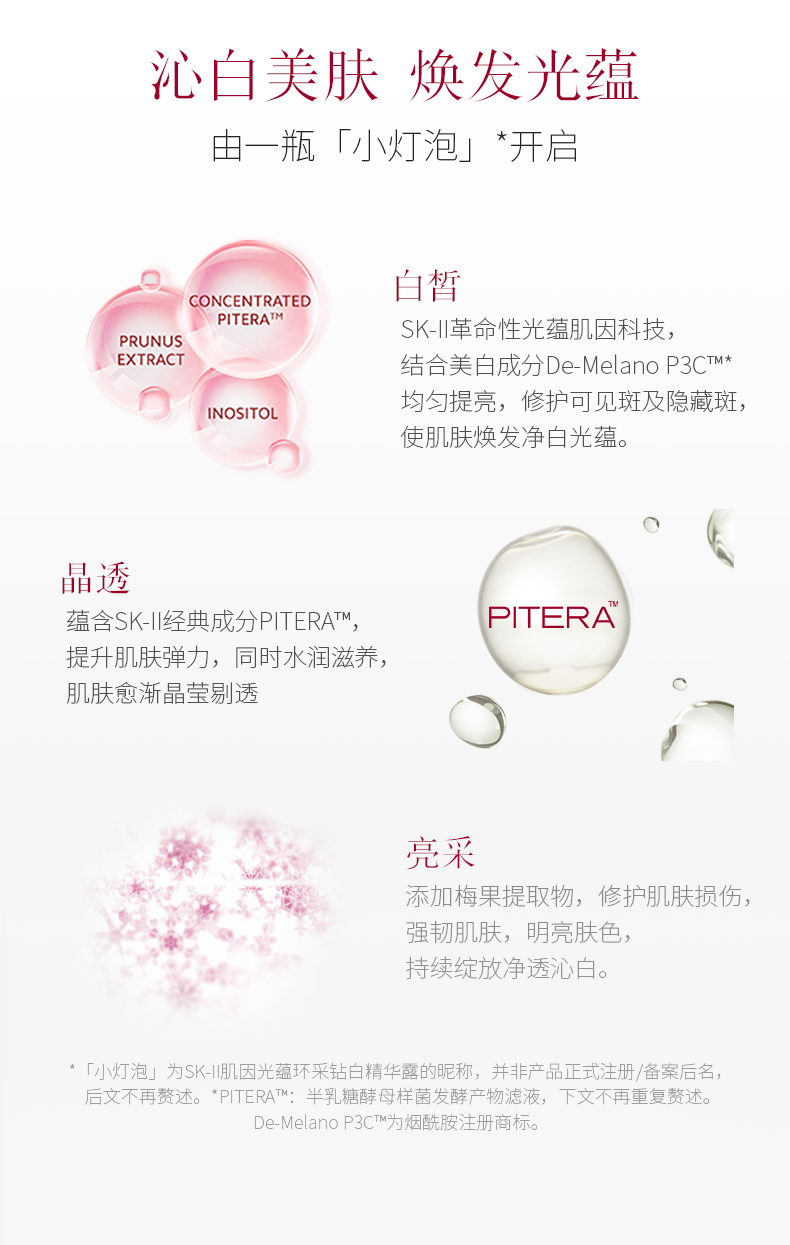 沁白美肤 焕发光蕴
由一瓶「小灯泡」*开启
CONCENTRATED
PITERA™
PRUNUS
EXTRACT
INOSITOL
白皙
SK-II革命性光蕴肌因科技，
结合美白成分De-Melano P3C™*
均匀提亮，修护可见斑及隐藏斑，
使肌肤焕发净白光蕴。
晶透
蕴含SK-II经典成分PITERA™，
提升肌肤弹力，同时水润滋养，
肌肤愈渐晶莹剔透
PITERA™
亮采
添加梅果提取物，修护肌肤损伤，
强韧肌肤，明亮肤色，
持续绽放净透沁白。
*「小灯泡」为SK-II肌因光蕴环采钻白精华露的昵称，并非产品正式注册/备案后名，
后文不再赘述。*PITERA™：半乳糖酵母样菌发酵产物滤液，下文不再重复赘述。
De-Melano P3C™为烟酰胺注册商标。